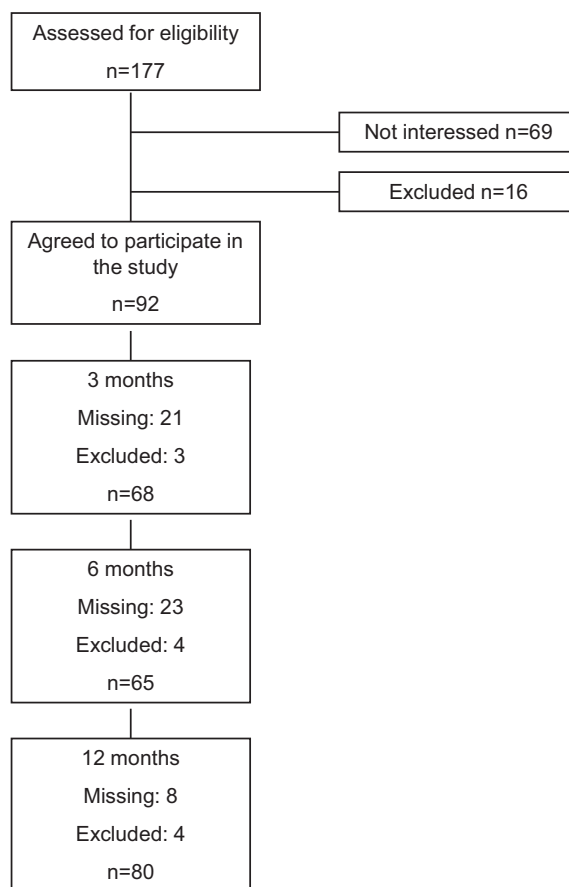 Assessed for eligibility
n=177
Not interessed n=69
Excluded n=16
Agreed to participate in
the study
n=92
3 months
Missing: 21
Excluded: 3
n=68
6 months
Missing: 23
Excluded: 4
n=65
12 months
Missing: 8
Excluded: 4
n=80